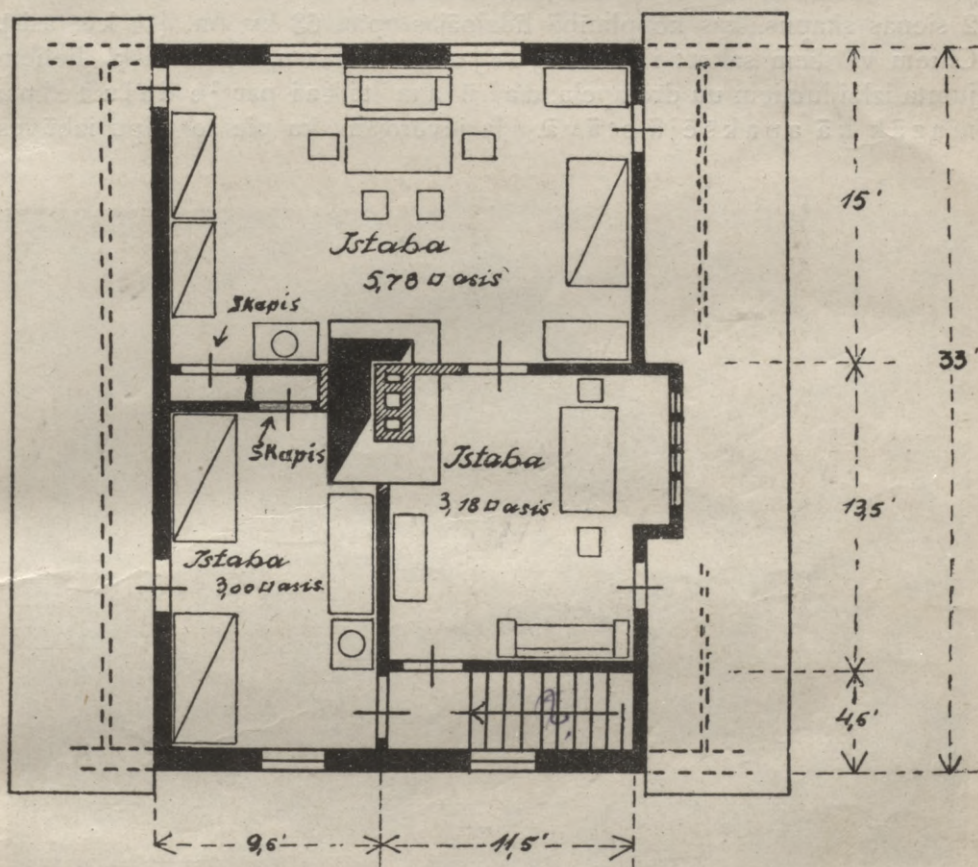 Istaba
5,78 □ asis
Skapis
15'
33'
Skapis
Istaba
3,18 □ asis
13,5'
Istaba
3,00 □ asis
4,6'
9,6'
11,5'